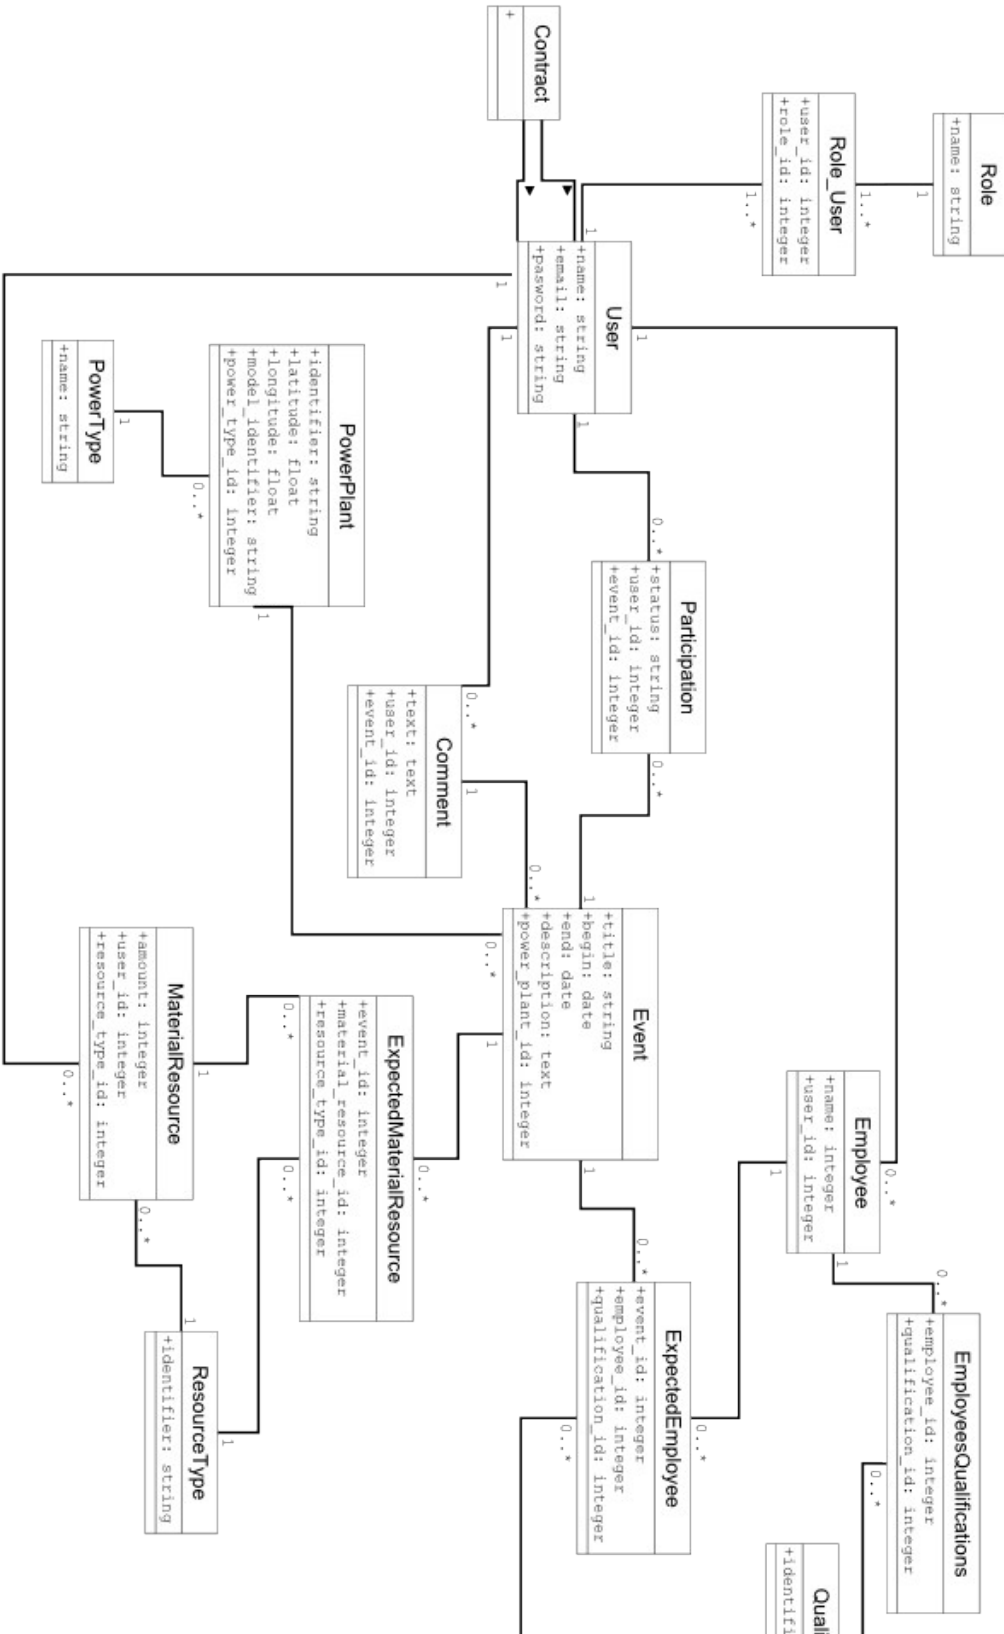 Role
+name: string
1
1..*
Role_User
+user_id: integer
+role_id: integer
1..*
1
Contract
+
User
+name: string
+email: string
+pasword: string
1
1
1
1
Participation
+status: string
+user_id: integer
+event_id: integer
0..*
0..*
PowerPlant
+identifier: string
+latitude: float
+longitude: float
+model_identifier: string
+power_type_id: integer
0..*
1
PowerType
+name: string
1
Comment
+text: text
+user_id: integer
+event_id: integer
0..*
1
Event
+title: string
+begin: date
+end: date
+description: text
+power_plant_id: integer
1
0..*
0..*
1
1
Employee
+name: integer
+user_id: integer
0..*
1
1
EmployeesQualifications
+employee_id: integer
+qualification_id: integer
0..*
0..*
ExpectedEmployee
+event_id: integer
+employee_id: integer
+qualification_id: integer
0..*
0..*
0..*
ExpectedMaterialResource
+event_id: integer
+material_resource_id: integer
+resource_type_id: integer
0..*
0..*
0..*
MaterialResource
+amount: integer
+user_id: integer
+resource_type_id: integer
1
0..*
0..*
ResourceType
+identifier: string
1
1
Quali
+identifi